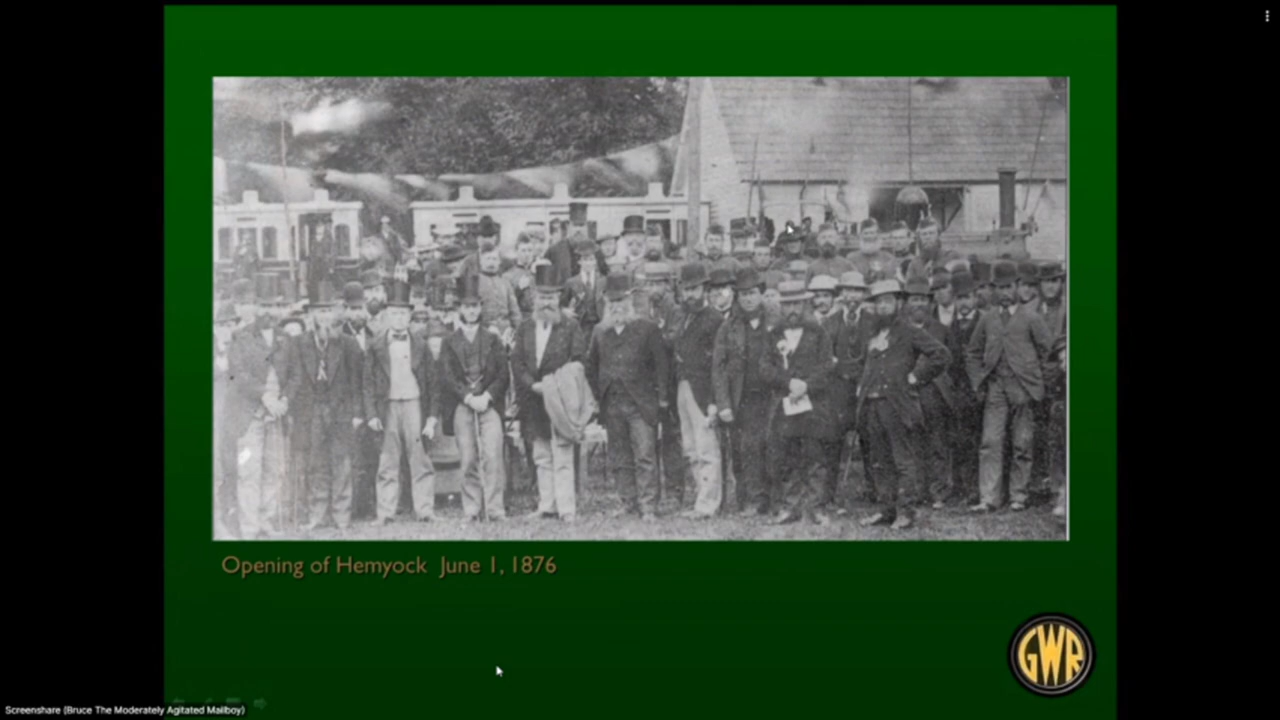 Opening of Hemyock June 1, 1876
GWR
Screenshare (Bruce The Moderately Agitated Mailboy)